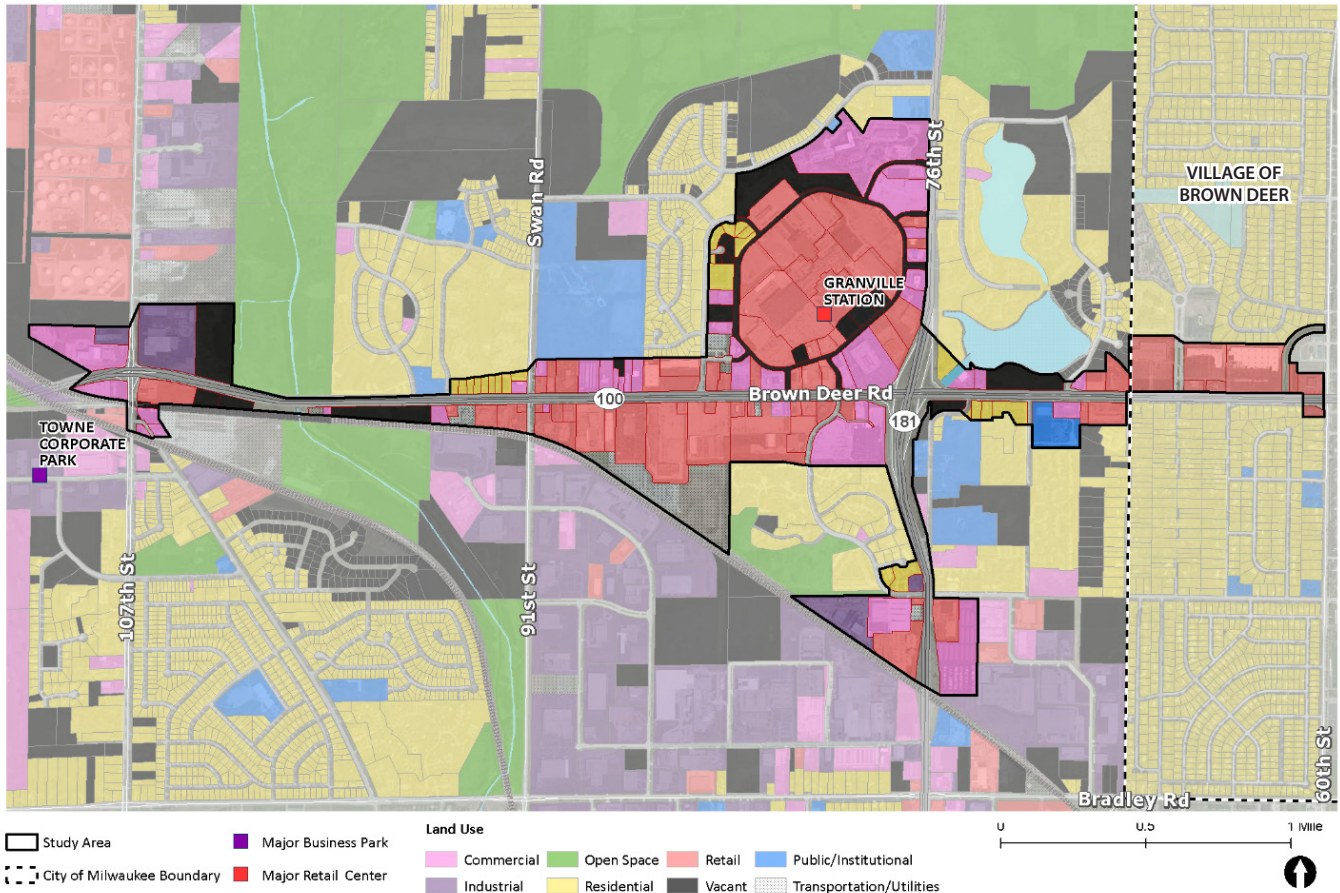 VILLAGE OF
BROWN DEER
76th St
Swan Rd
GRANVILLE
STATION
Brown Deer Rd
100
181
TOWNE
CORPORATE
PARK
107th St
91st St
60th St
Bradley Rd
Study Area
City of Milwaukee Boundary
Major Business Park
Major Retail Center
Land Use
Commercial
Open Space
Retail
Public/Institutional
Industrial
Residential
Vacant
Transportation/Utilities
0 0.5 1 Mile